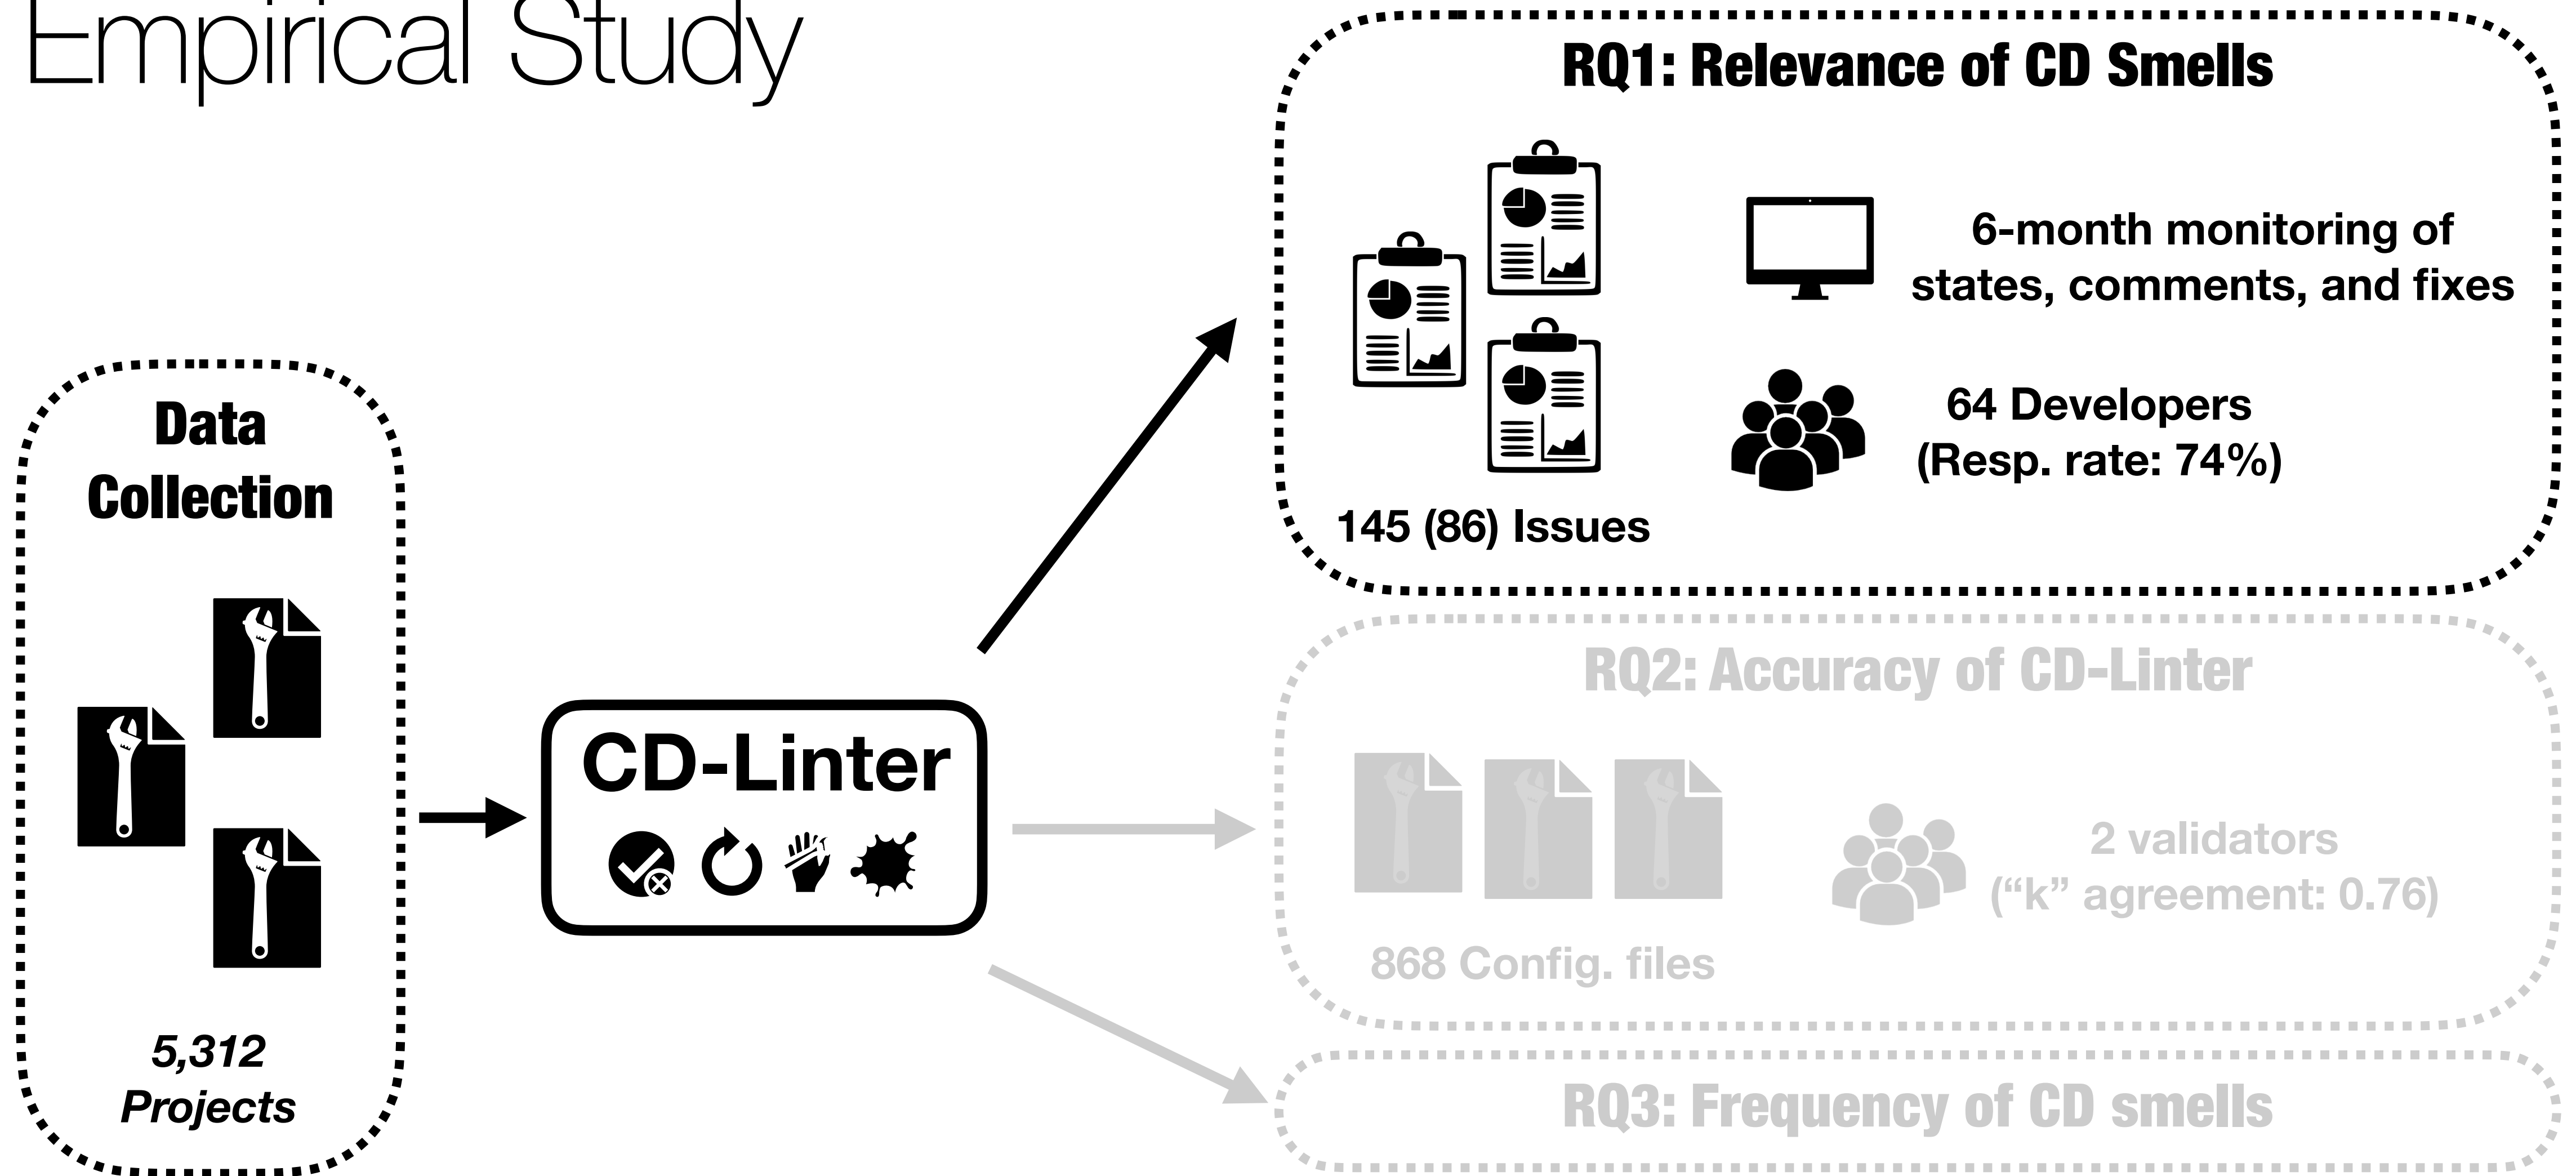 Empirical Study
Data
Collection
5,312
Projects
CD-Linter
RQ1: Relevance of CD Smells
6-month monitoring of
states, comments, and fixes
64 Developers
(Resp. rate: 74%)
145 (86) Issues
RQ2: Accuracy of CD-Linter
2 validators
(“k” agreement: 0.76)
868 Config. files
RQ3: Frequency of CD smells